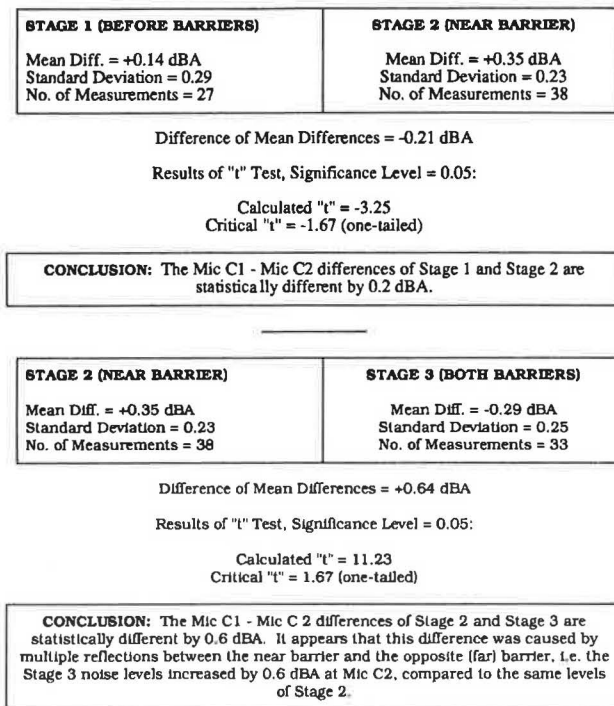 STAGE 1 (BEFORE BARRIERS)
Mean Diff. = +0.14 dBA
Standard Deviation = 0.29
No. of Measurements = 27
STAGE 2 (NEAR BARRIER)
Mean Diff. = +0.35 dBA
Standard Deviation = 0.23
No. of Measurements = 38
Difference of Mean Differences = -0.21 dBA
Results of "t" Test, Significance Level = 0.05:
Calculated "t" = -3.25
Critical "t" = -1.67 (one-tailed)
CONCLUSION: The Mic C1 - Mic C2 differences of Stage 1 and Stage 2 are
statistically different by 0.2 dBA.
STAGE 2 (NEAR BARRIER)
Mean Diff. = +0.35 dBA
Standard Deviation = 0.23
No. of Measurements = 38
STAGE 3 (BOTH BARRIERS)
Mean Diff. = -0.29 dBA
Standard Deviation = 0.25
No. of Measurements = 33
Difference of Mean Differences = +0.64 dBA
Results of "t" Test, Significance Level = 0.05:
Calculated "t" = 11.23
Critical "t" = 1.67 (one-tailed)
CONCLUSION: The Mic C1 - Mic C 2 differences of Stage 2 and Stage 3 are
statistically different by 0.6 dBA. It appears that this difference was caused by
multiple reflections between the near barrier and the opposite (far) barrier, i.e. the
Stage 3 noise levels increased by 0.6 dBA at Mic C2, compared to the same levels
of Stage 2.